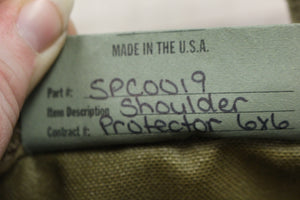 MADE IN THE U.S.A.
Part #: SPC0019
Item Description Shoulder
Contract #: Protector 6x6